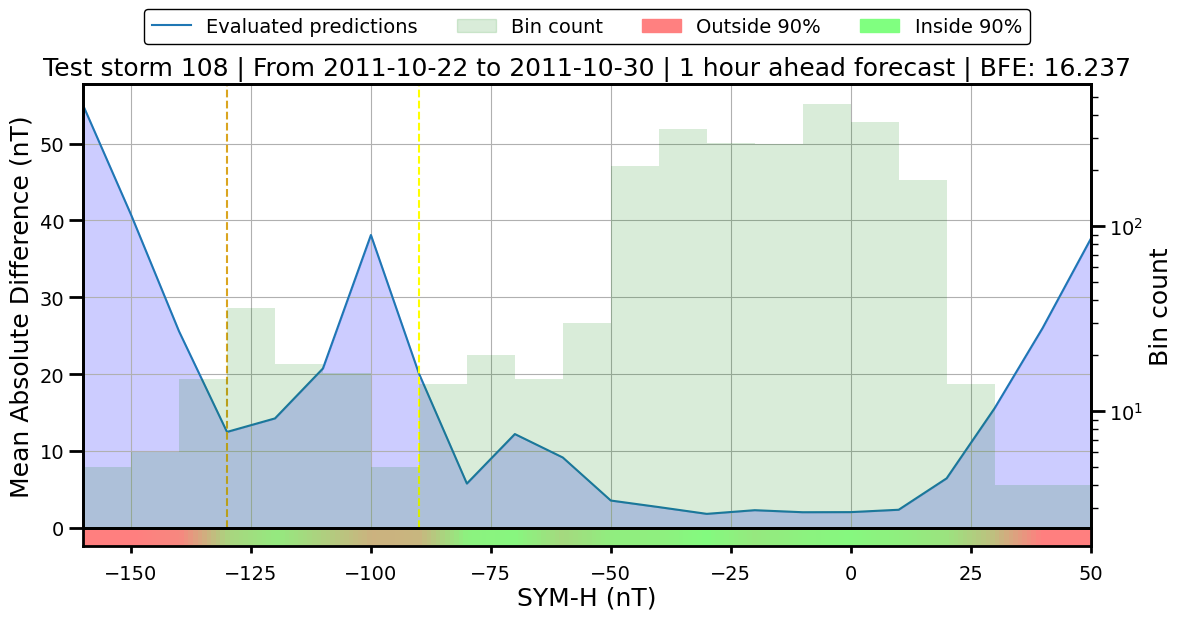 Evaluated predictions Bin count Outside 90% Inside 90%
Test storm 108 | From 2011-10-22 to 2011-10-30 | 1 hour ahead forecast | BFE: 16.237
Mean Absolute Difference (nT)
50
40
30
20
10
0
10²
10¹
Bin count
−150 −125 −100 −75 −50 −25 0 25 50
SYM-H (nT)